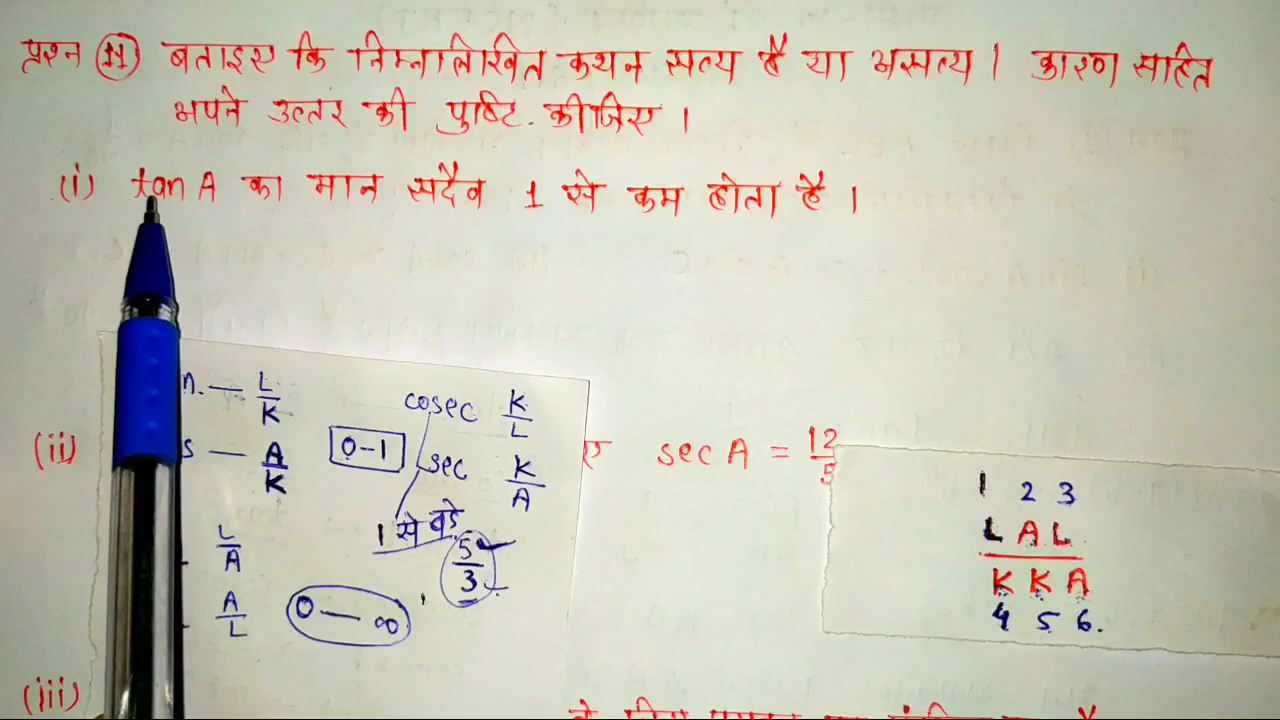 प्रश्न 11 बताइए कि निम्नलिखित कथन सत्य है या असत्य । कारण सहित
अपने उत्तर की पुष्टि कीजिए ।
(i) tan A का मान सदैव 1 से कम होता है ।
n. — L/K
cosec K/L
s — A/K
0-1
sec K/A
1 से बड़े
5/3
L/A
A/L
0 — ∞
(ii) ए sec A = 12/5
1 2 3
L A L
K K A
4 5 6.
(iii)